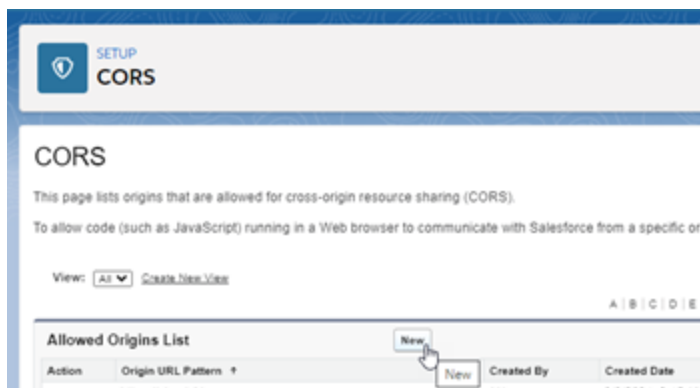 SETUP
CORS
CORS
This page lists origins that are allowed for cross-origin resource sharing (CORS).
To allow code (such as JavaScript) running in a Web browser to communicate with Salesforce from a specific or
View: All Create New View
A | B | C | D | E
Allowed Origins List New
New
Action Origin URL Pattern ↑ Created By Created Date